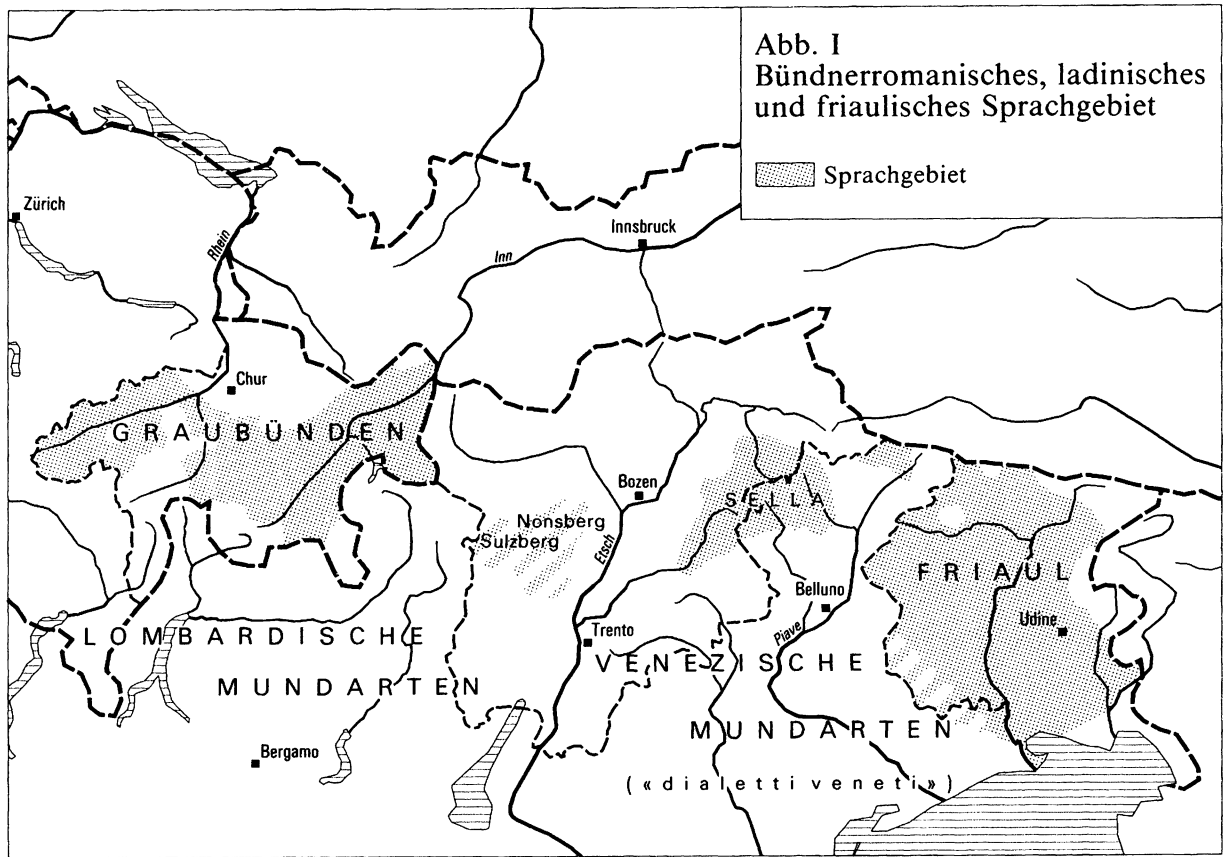 Abb. I
Bündnerromanisches, ladinisches
und friaulisches Sprachgebiet
Sprachgebiet
Zürich
Rhein
Inn
Innsbruck
Chur
GRAUBÜNDEN
Bozen
SELLA
Nonsberg
Sulzberg
Etsch
FRIAUL
Belluno
Udine
Piave
Trento
LOMBARDISCHE
VENEZISCHE
MUNDARTEN
MUNDARTEN
Bergamo
(«dialetti veneti»)